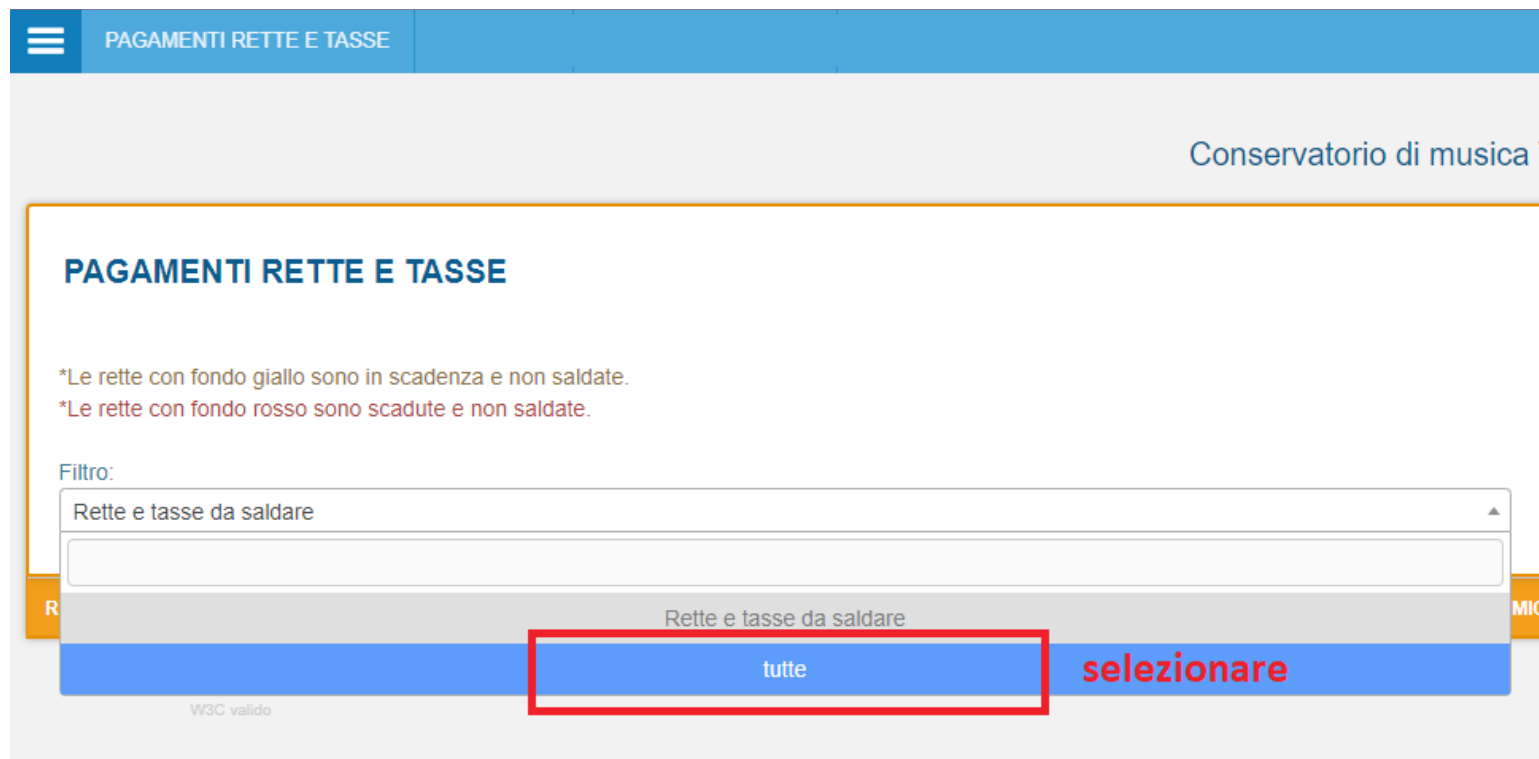 PAGAMENTI RETTE E TASSE
Conservatorio di musica
PAGAMENTI RETTE E TASSE
*Le rette con fondo giallo sono in scadenza e non saldate.
*Le rette con fondo rosso sono scadute e non saldate.
Filtro:
Rette e tasse da saldare
Rette e tasse da saldare
tutte selezionare
W3C valido